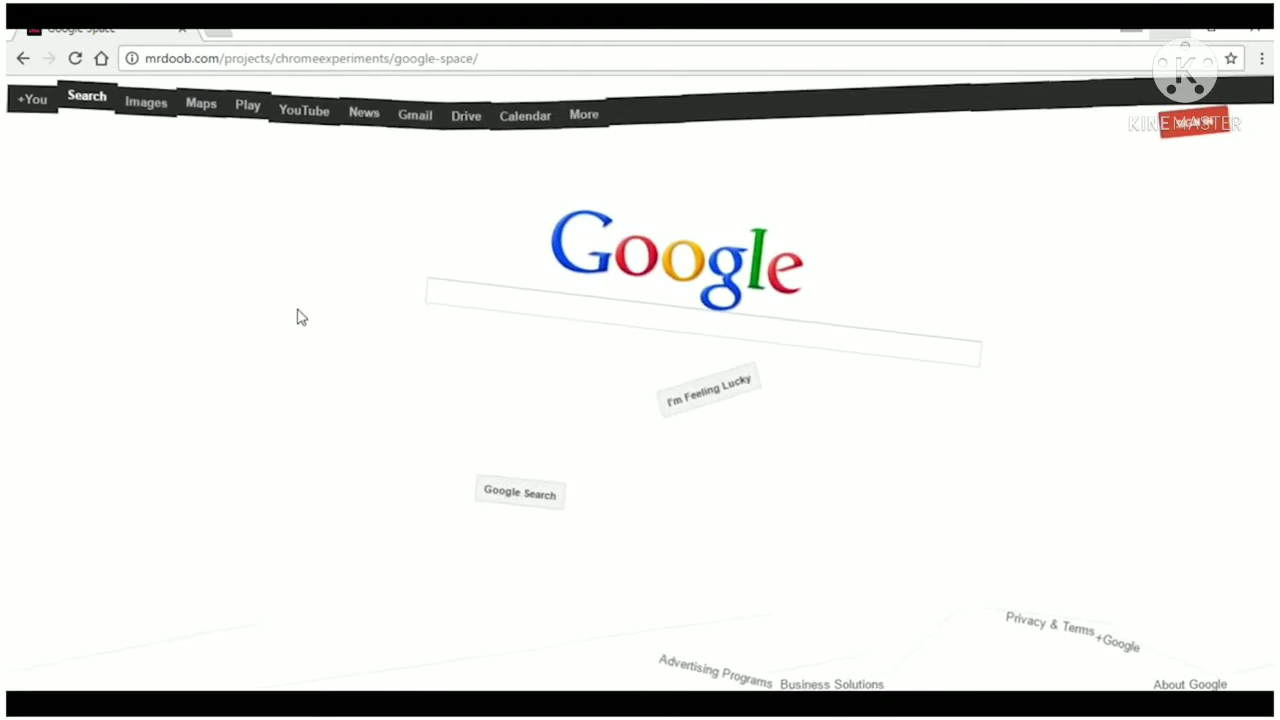 Google Space
mrdoob.com/projects/chromeexperiments/google-space/
+You Search Images Maps Play YouTube News Gmail Drive Calendar More
KINEMASTER
Google
I'm Feeling Lucky
Google Search
Privacy & Terms +Google
Advertising Programs Business Solutions About Google